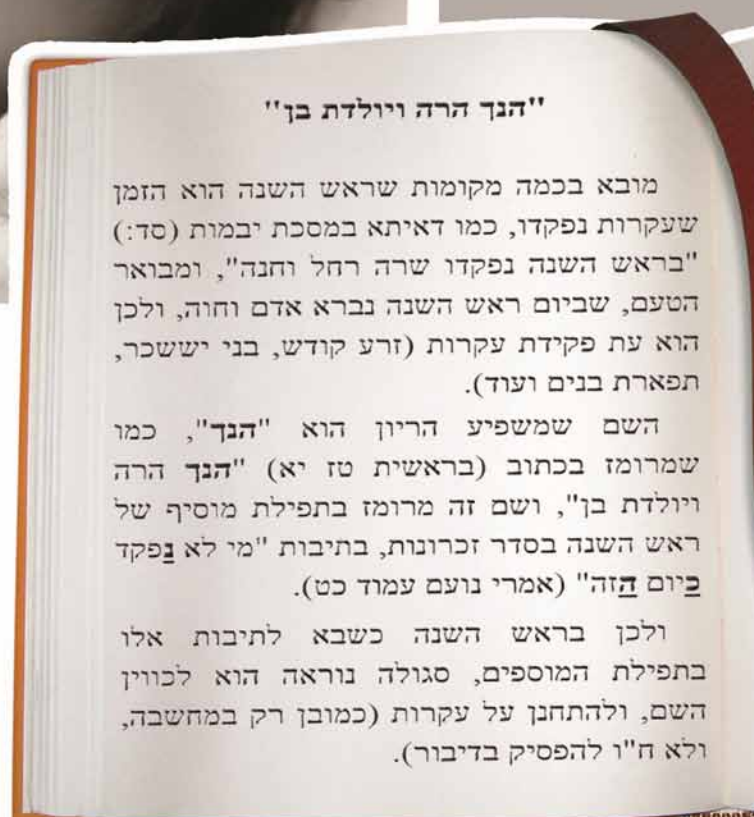 "הנך הרה ויולדת בן"
מובא בכמה מקומות שראש השנה הוא הזמן
שעקרות נפקדו, כמו דאיתא במסכת יבמות (סד:)
"בראש השנה נפקדו שרה רחל וחנה", ומבואר
הטעם, שביום ראש השנה נברא אדם וחוה, ולכן
הוא עת פקידת עקרות (זרע קודש, בני יששכר,
תפארת בנים ועוד).
השם שמשפיע הריון הוא "הנך", כמו
שמרומז בכתוב (בראשית טז יא) "הנך הרה
ויולדת בן", ושם זה מרומז בתפילת מוסיף של
ראש השנה בסדר זכרונות, בתיבות "מי לא נפקד
כיום הזה" (אמרי נועם עמוד כט).
ולכן בראש השנה כשבא לתיבות אלו
בתפילת המוספים, סגולה נוראה הוא לכווין
השם, ולהתחנן על עקרות (כמובן רק במחשבה,
ולא ח"ו להפסיק בדיבור).